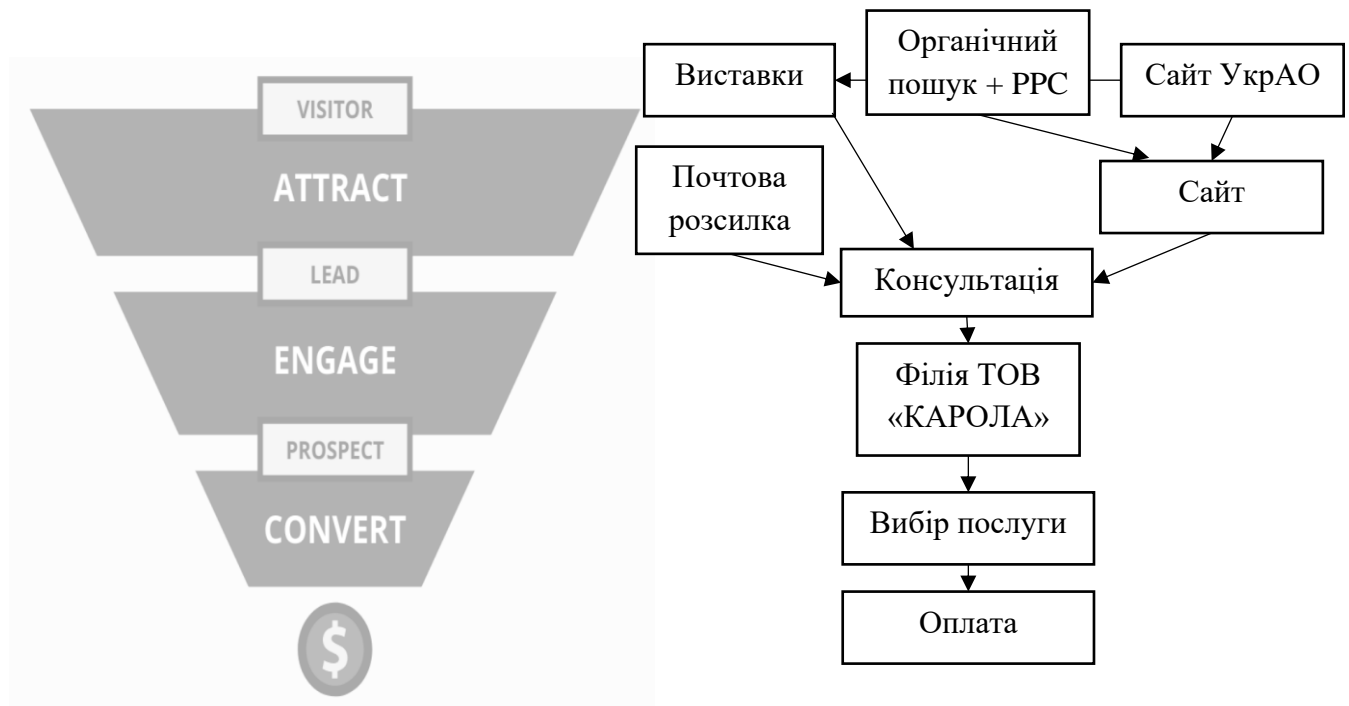 VISITOR
ATTRACT
LEAD
ENGAGE
PROSPECT
CONVERT
$
Виставки
Органічний
пошук + PPC
Сайт УкрАО
Почтова
розсилка
Сайт
Консультація
Філія ТОВ
«КАРОЛА»
Вибір послуги
Оплата